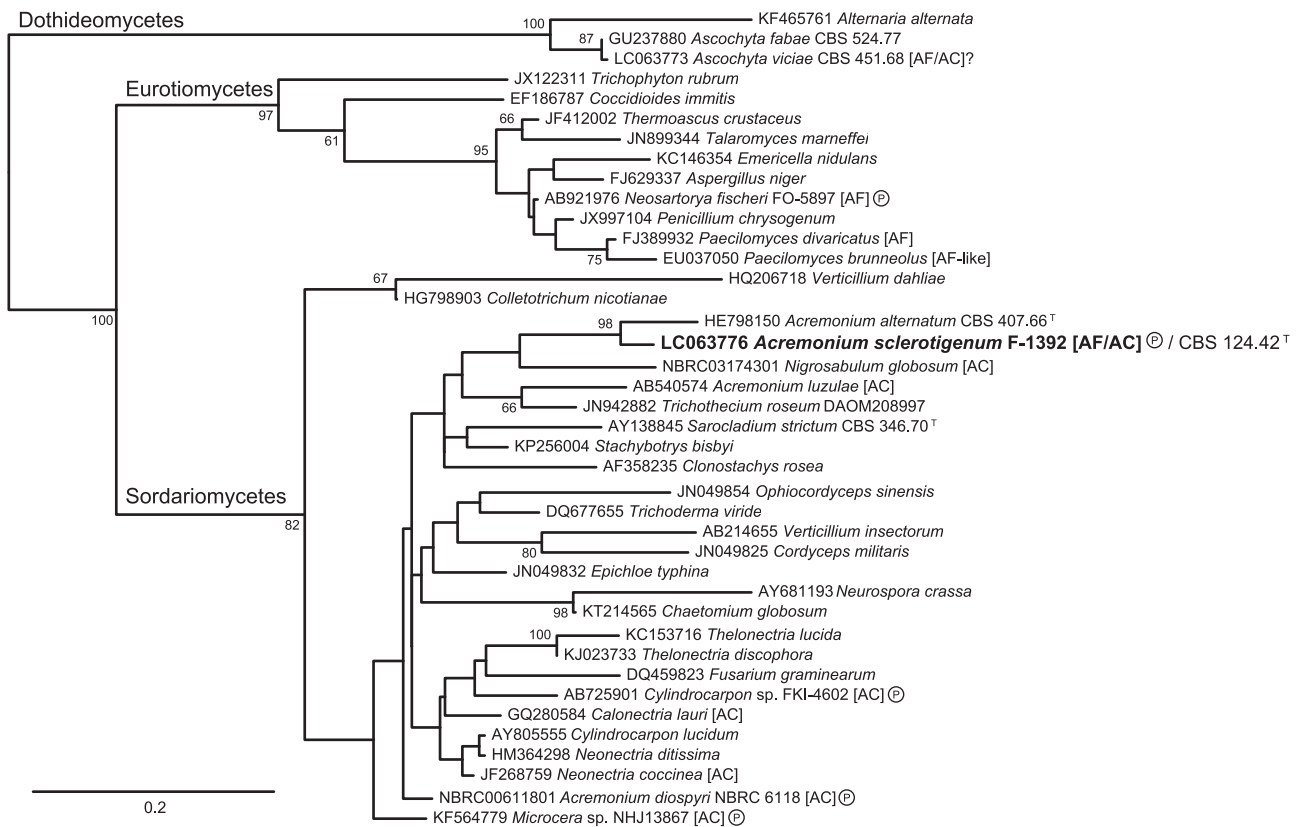 Dothideomycetes
100
KF465761 Alternaria alternata
87
GU237880 Ascochyta fabae CBS 524.77
LC063773 Ascochyta viciae CBS 451.68 [AF/AC]?
Eurotiomycetes
JX122311 Trichophyton rubrum
97
EF186787 Coccidioides immitis
61
66
JF412002 Thermoascus crustaceus
JN899344 Talaromyces marneffei
95
KC146354 Emericella nidulans
FJ629337 Aspergillus niger
AB921976 Neosartorya fischeri FO-5897 [AF] Ⓟ
JX997104 Penicillium chrysogenum
FJ389932 Paecilomyces divaricatus [AF]
75
EU037050 Paecilomyces brunneolus [AF-like]
67
HQ206718 Verticillium dahliae
HG798903 Colletotrichum nicotianae
100
98
HE798150 Acremonium alternatum CBS 407.66 T
LC063776 Acremonium sclerotigenum F-1392 [AF/AC] Ⓟ / CBS 124.42 T
NBRC03174301 Nigrosabulum globosum [AC]
AB540574 Acremonium luzulae [AC]
66
JN942882 Trichothecium roseum DAOM208997
AY138845 Sarocladium strictum CBS 346.70 T
KP256004 Stachybotrys bisbyi
AF358235 Clonostachys rosea
Sordariomycetes
82
JN049854 Ophiocordyceps sinensis
DQ677655 Trichoderma viride
AB214655 Verticillium insectorum
80
JN049825 Cordyceps militaris
JN049832 Epichloe typhina
AY681193 Neurospora crassa
98
KT214565 Chaetomium globosum
100
KC153716 Thelonectria lucida
KJ023733 Thelonectria discophora
DQ459823 Fusarium graminearum
AB725901 Cylindrocarpon sp. FKI-4602 [AC] Ⓟ
GQ280584 Calonectria lauri [AC]
AY805555 Cylindrocarpon lucidum
HM364298 Neonectria ditissima
JF268759 Neonectria coccinea [AC]
NBRC00611801 Acremonium diospyri NBRC 6118 [AC] Ⓟ
KF564779 Microcera sp. NHJ13867 [AC] Ⓟ
0.2